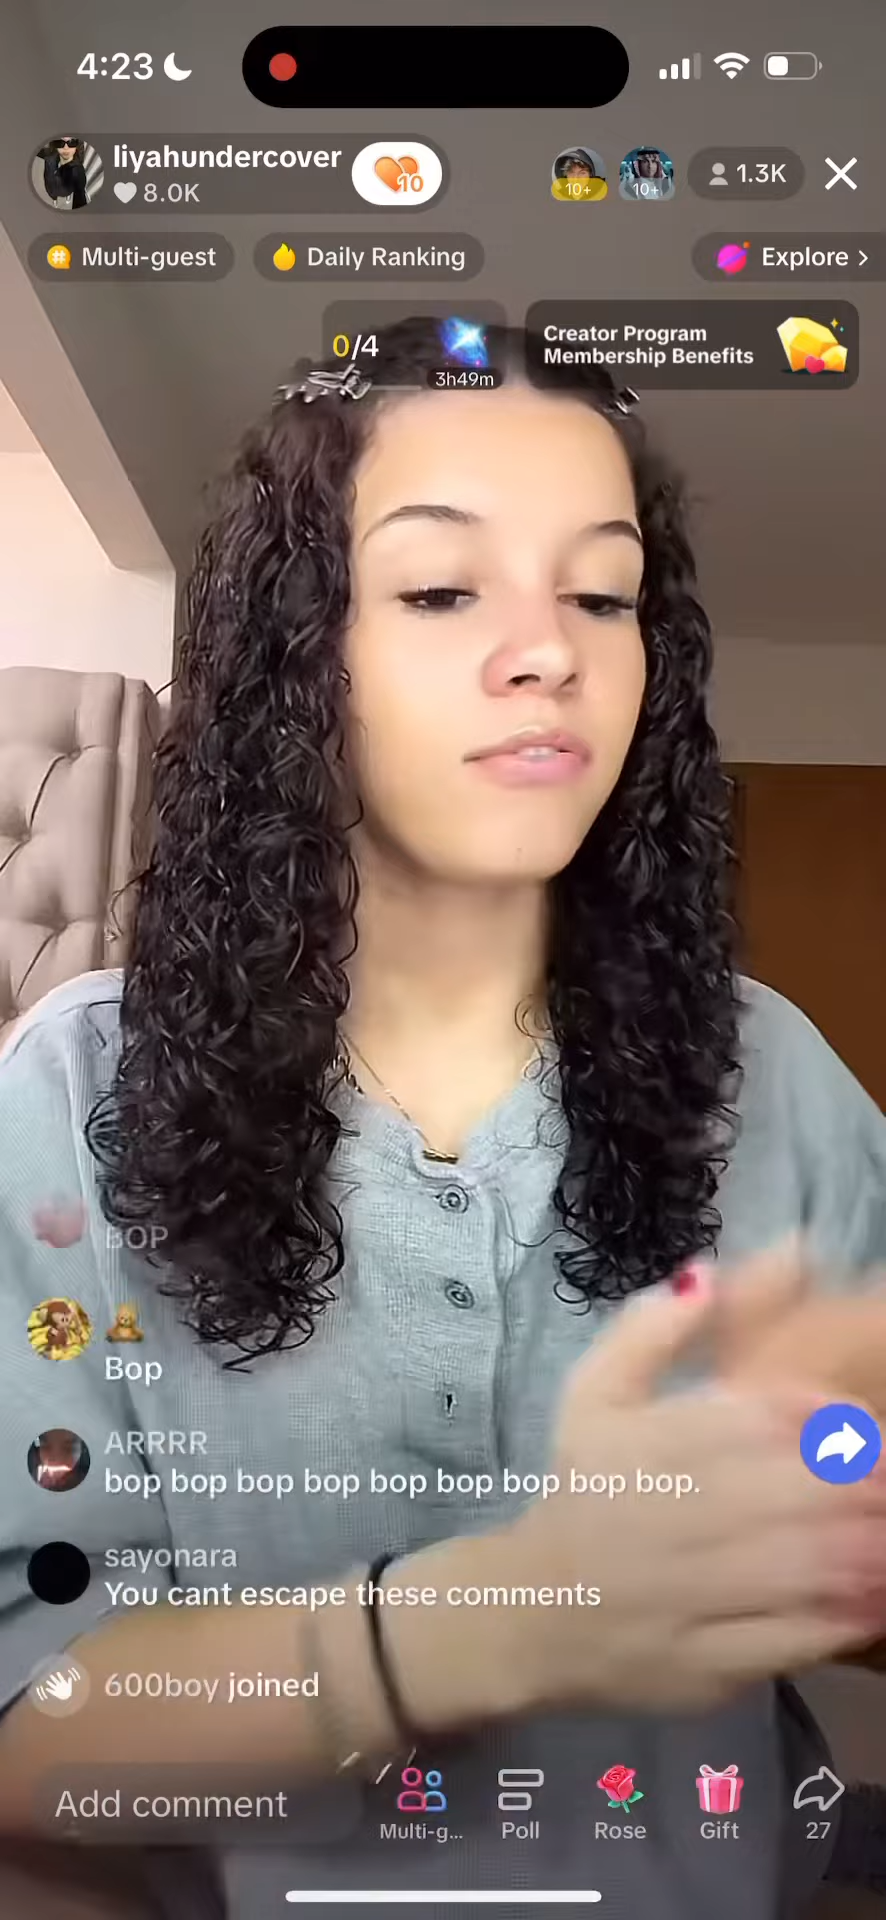 4:23
liyahundercover
8.0K
10
10+
10+
1.3K
Multi-guest
Daily Ranking
Explore >
0/4
3h49m
Creator Program
Membership Benefits
BOP
Bop
ARRRR
bop bop bop bop bop bop bop bop bop.
sayonara
You cant escape these comments
600boy joined
Add comment
Multi-g...
Poll
Rose
Gift
27